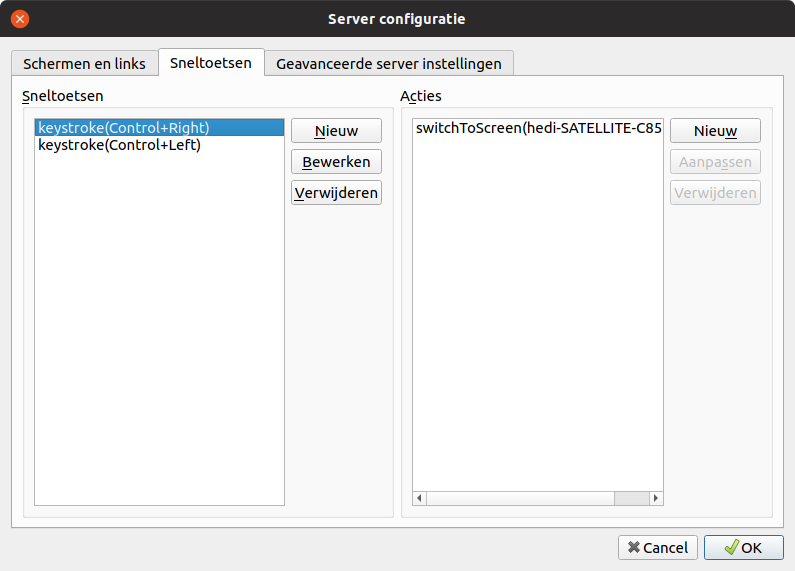 Server configuratie
Schermen en links
Sneltoetsen
Geavanceerde server instellingen
Sneltoetsen
keystroke(Control+Right)
keystroke(Control+Left)
Nieuw
Bewerken
Verwijderen
Acties
switchToScreen(hedi-SATELLITE-C85
Nieuw
Aanpassen
Verwijderen
Cancel
OK